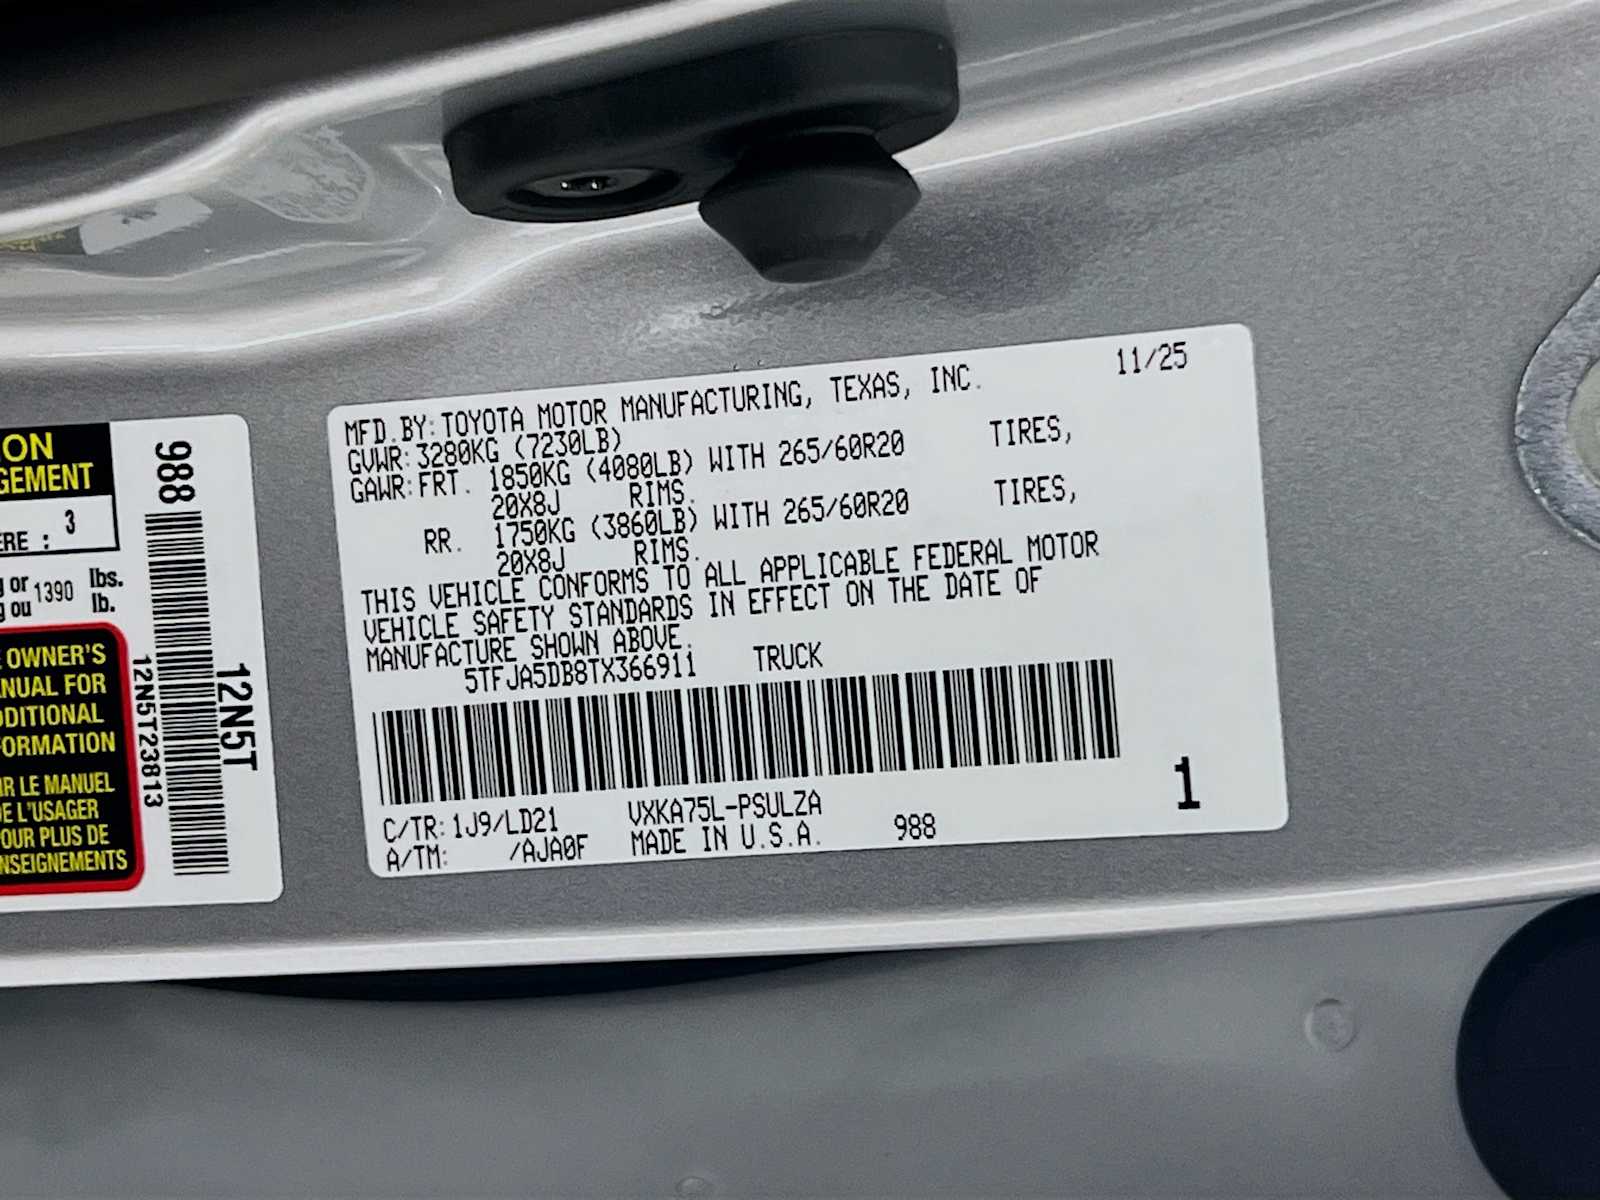 ION
GEMENT
ERE : 3
g or 1390 lbs.
g ou lb.
OWNER'S
ANUAL FOR
DDITIONAL
FORMATION
IR LE MANUEL
DE L'USAGER
POUR PLUS DE
NSEIGNEMENTS
988
12N5T
12N5T23813
MFD.BY:TOYOTA MOTOR MANUFACTURING, TEXAS, INC. 11/25
GVWR:3280KG (7230LB)
GAWR:FRT. 1850KG (4080LB) WITH 265/60R20 TIRES,
20X8J RIMS.
RR. 1750KG (3860LB) WITH 265/60R20 TIRES,
20X8J RIMS.
THIS VEHICLE CONFORMS TO ALL APPLICABLE FEDERAL MOTOR
VEHICLE SAFETY STANDARDS IN EFFECT ON THE DATE OF
MANUFACTURE SHOWN ABOVE.
5TFJA5DB8TX366911 TRUCK
C/TR:1J9/LD21 VXKA75L-PSULZA 1
A/TM: /AJA0F MADE IN U.S.A. 988